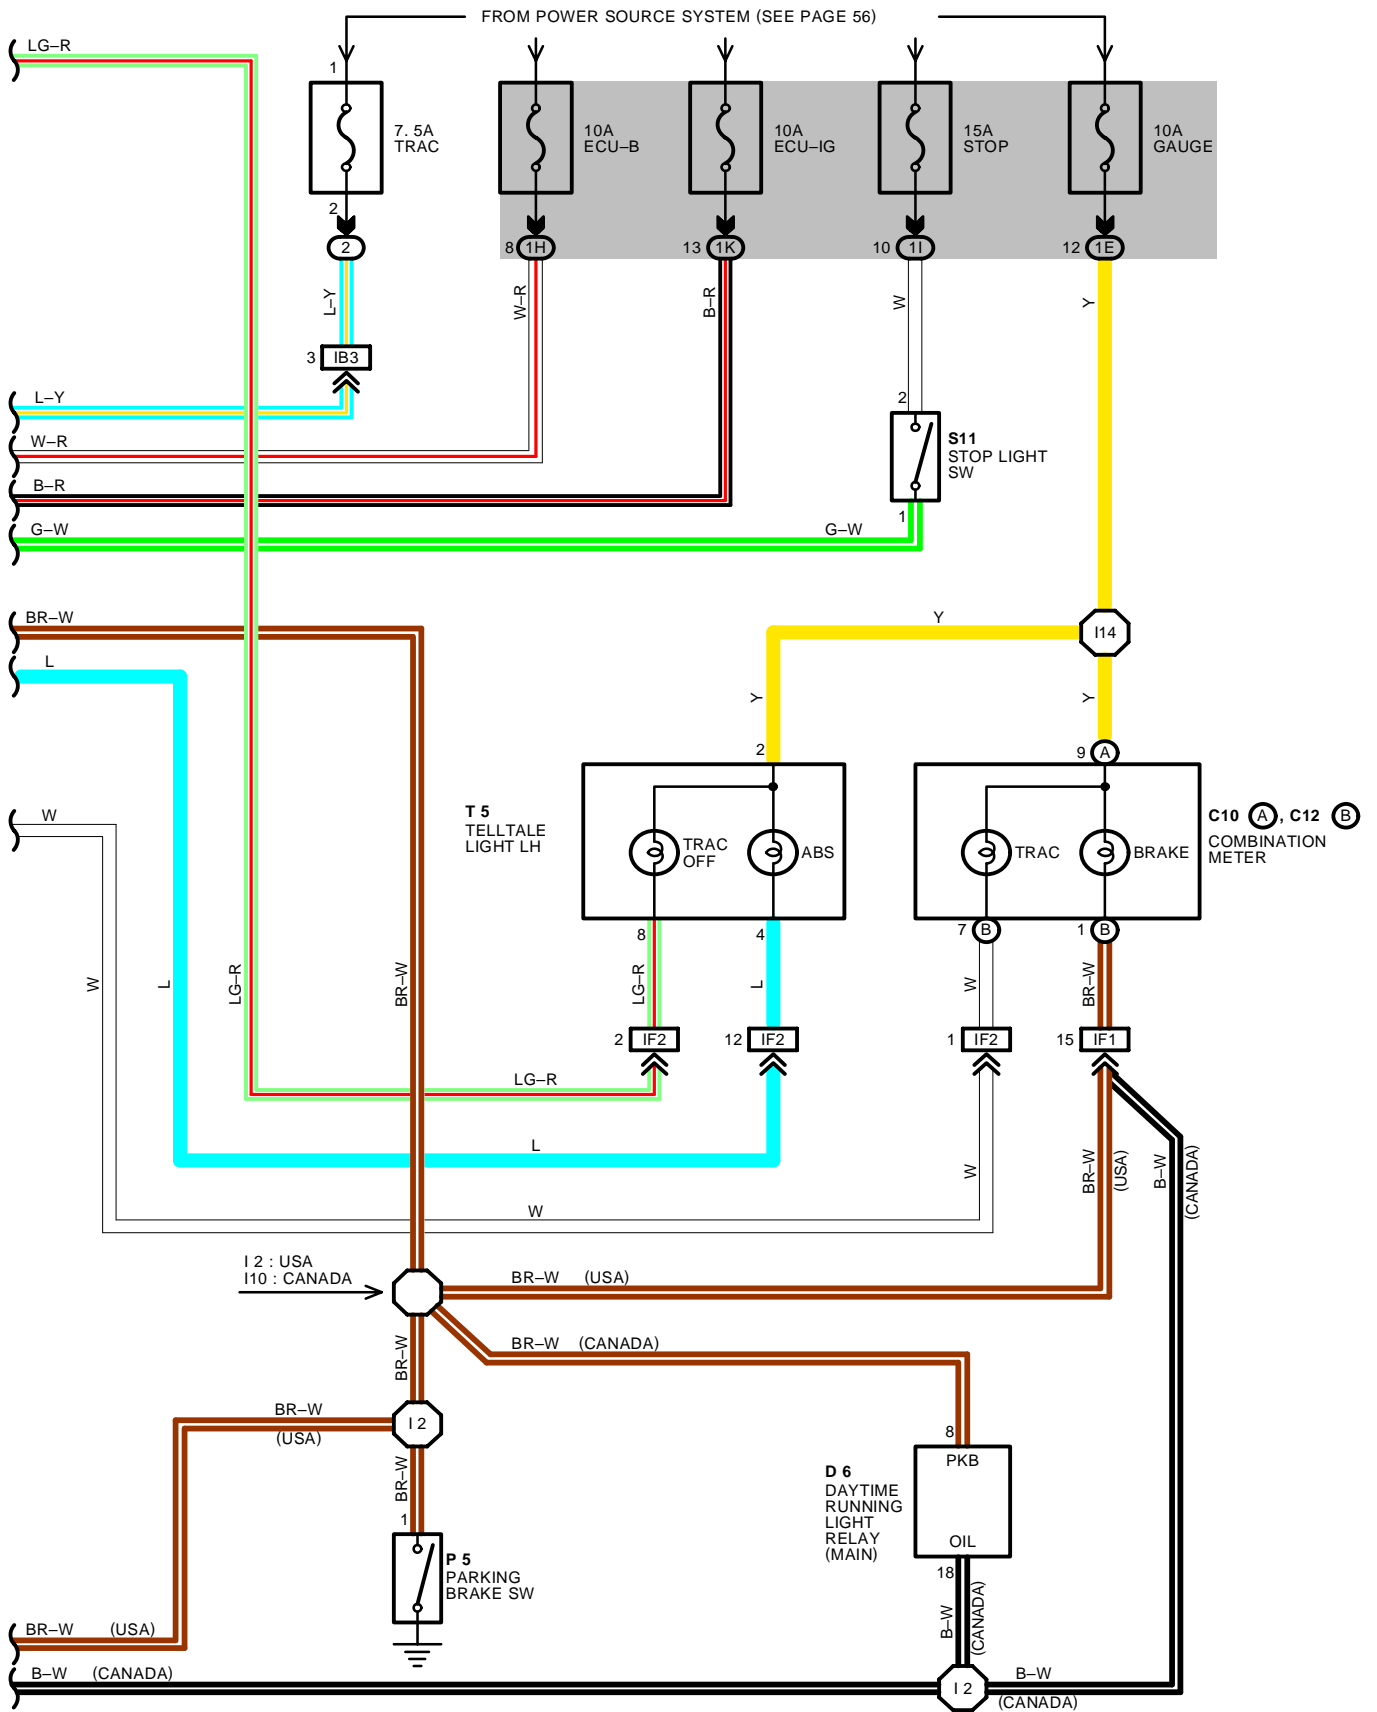 FROM POWER SOURCE SYSTEM (SEE PAGE 56)
LG–R
1
7. 5A
TRAC
10A
ECU–B
10A
ECU–IG
15A
STOP
10A
GAUGE
2
2
8 1H
13 1K
10 1I
12 1E
L–Y
W–R
B–R
W
Y
3 IB3
L–Y
W–R
B–R
G–W
2
S11
STOP LIGHT
SW
1
G–W
BR–W
L
Y
I14
Y
Y
2
9 A
W
T 5
TELLTALE
LIGHT LH
TRAC
OFF
ABS
TRAC
BRAKE
C10 A , C12 B
COMBINATION
METER
8
4
7 B
1 B
W
L
LG–R
BR–W
LG–R
L
W
BR–W
2 IF2
12 IF2
1 IF2
15 IF1
LG–R
L
W
BR–W
(USA)
B–W
(CANADA)
W
I 2 : USA
I10 : CANADA
BR–W (USA)
BR–W (CANADA)
BR–W
BR–W
(USA)
I 2
BR–W
1
P 5
PARKING
BRAKE SW
8
PKB
D 6
DAYTIME
RUNNING
LIGHT
RELAY
(MAIN)
OIL
18
B–W
(CANADA)
BR–W (USA)
B–W (CANADA)
I 2
B–W
(CANADA)